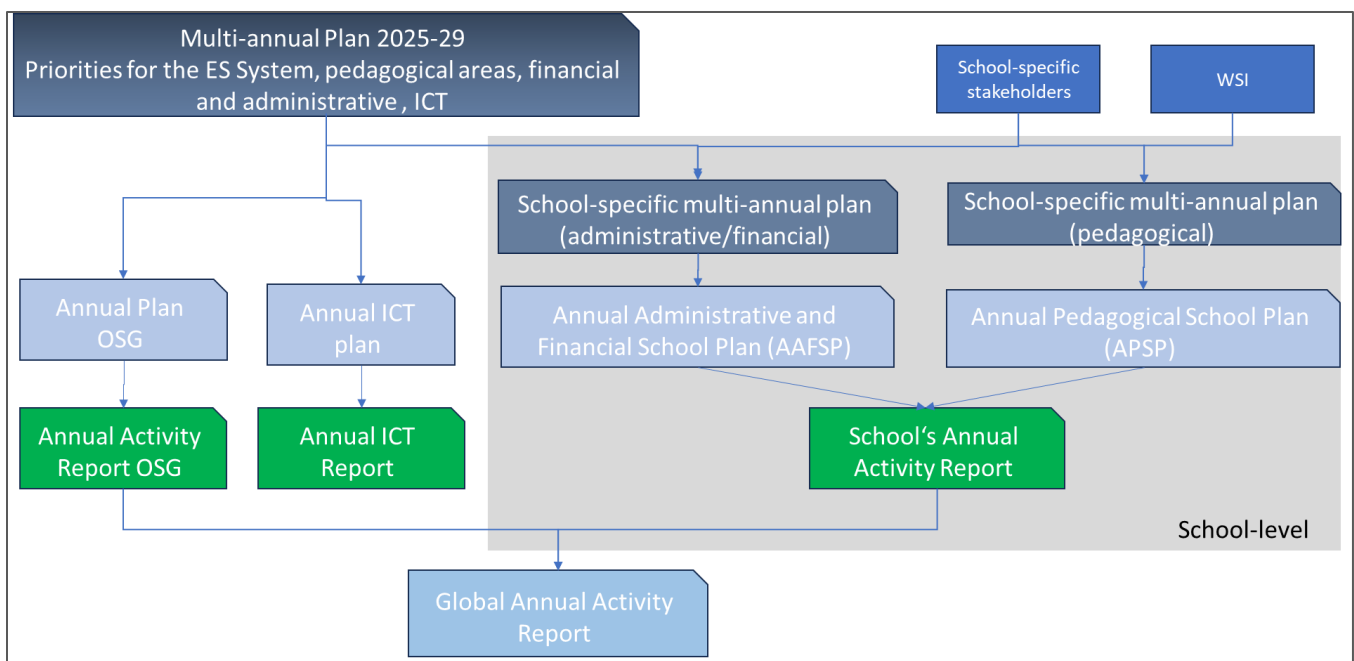 Multi-annual Plan 2025-29
Priorities for the ES System, pedagogical areas, financial
and administrative , ICT
School-specific
stakeholders
WSI
School-specific multi-annual plan
(administrative/financial)
School-specific multi-annual plan
(pedagogical)
Annual Plan
OSG
Annual ICT
plan
Annual Administrative and
Financial School Plan (AAFSP)
Annual Pedagogical School Plan
(APSP)
Annual Activity
Report OSG
Annual ICT
Report
School‘s Annual
Activity Report
School-level
Global Annual Activity
Report